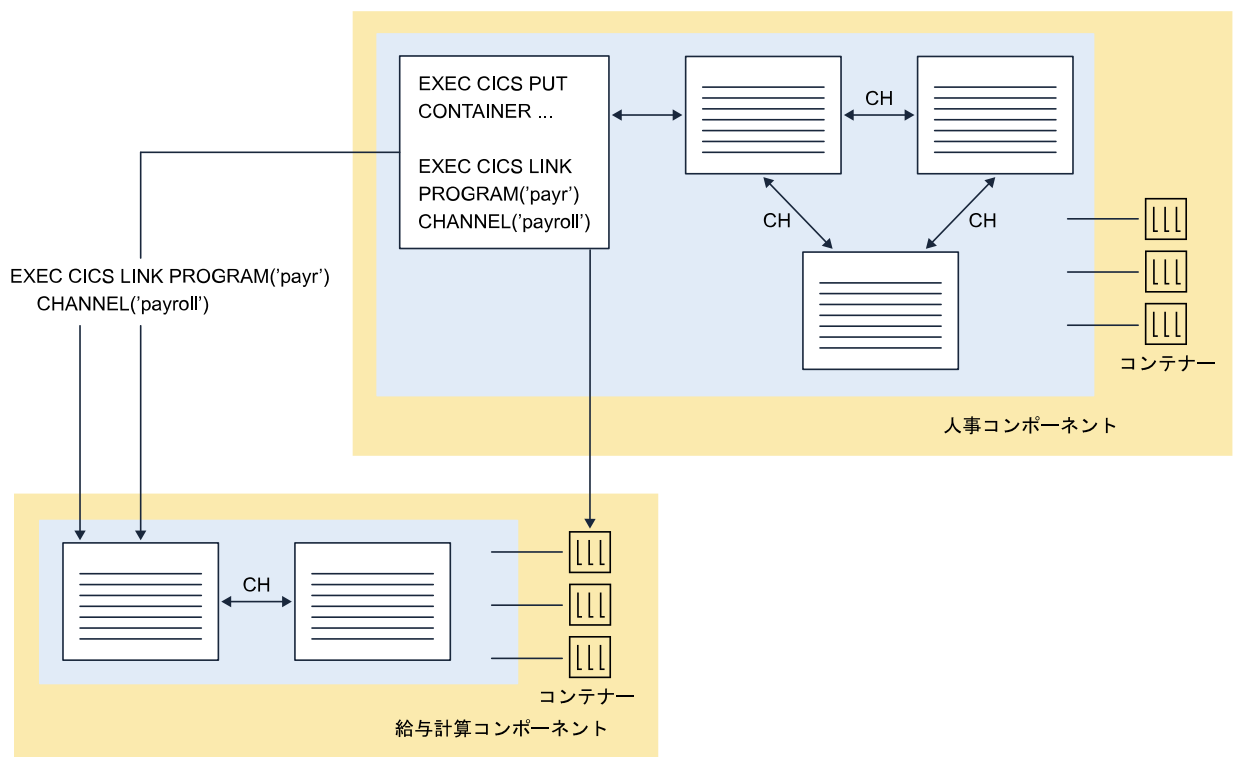 EXEC CICS PUT
CONTAINER ...
EXEC CICS LINK
PROGRAM('payr')
CHANNEL('payroll')
CH
CH
CH
コンテナー
人事コンポーネント
EXEC CICS LINK PROGRAM('payr')
CHANNEL('payroll')
CH
コンテナー
給与計算コンポーネント